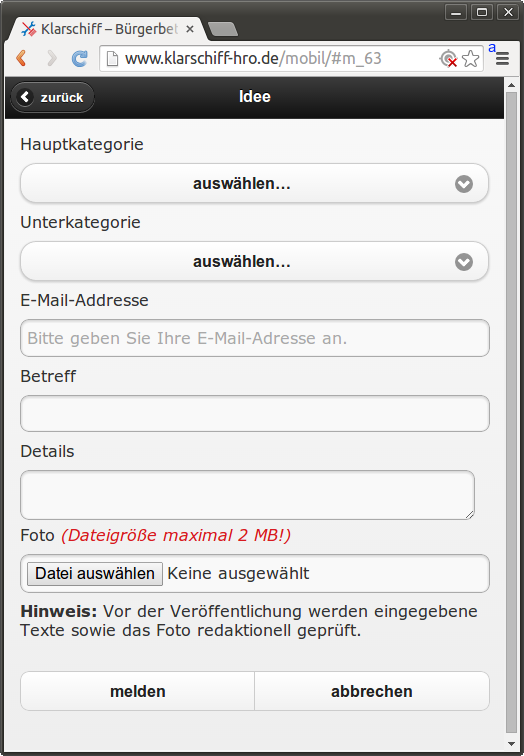 Klarschiff – Bürgerbet
www.klarschiff-hro.de/mobil/#m_63
a
zurück
Idee
Hauptkategorie
auswählen...
Unterkategorie
auswählen...
E-Mail-Addresse
Bitte geben Sie Ihre E-Mail-Adresse an.
Betreff
Details
Foto (Dateigröße maximal 2 MB!)
Datei auswählen Keine ausgewählt
Hinweis: Vor der Veröffentlichung werden eingegebene
Texte sowie das Foto redaktionell geprüft.
melden
abbrechen